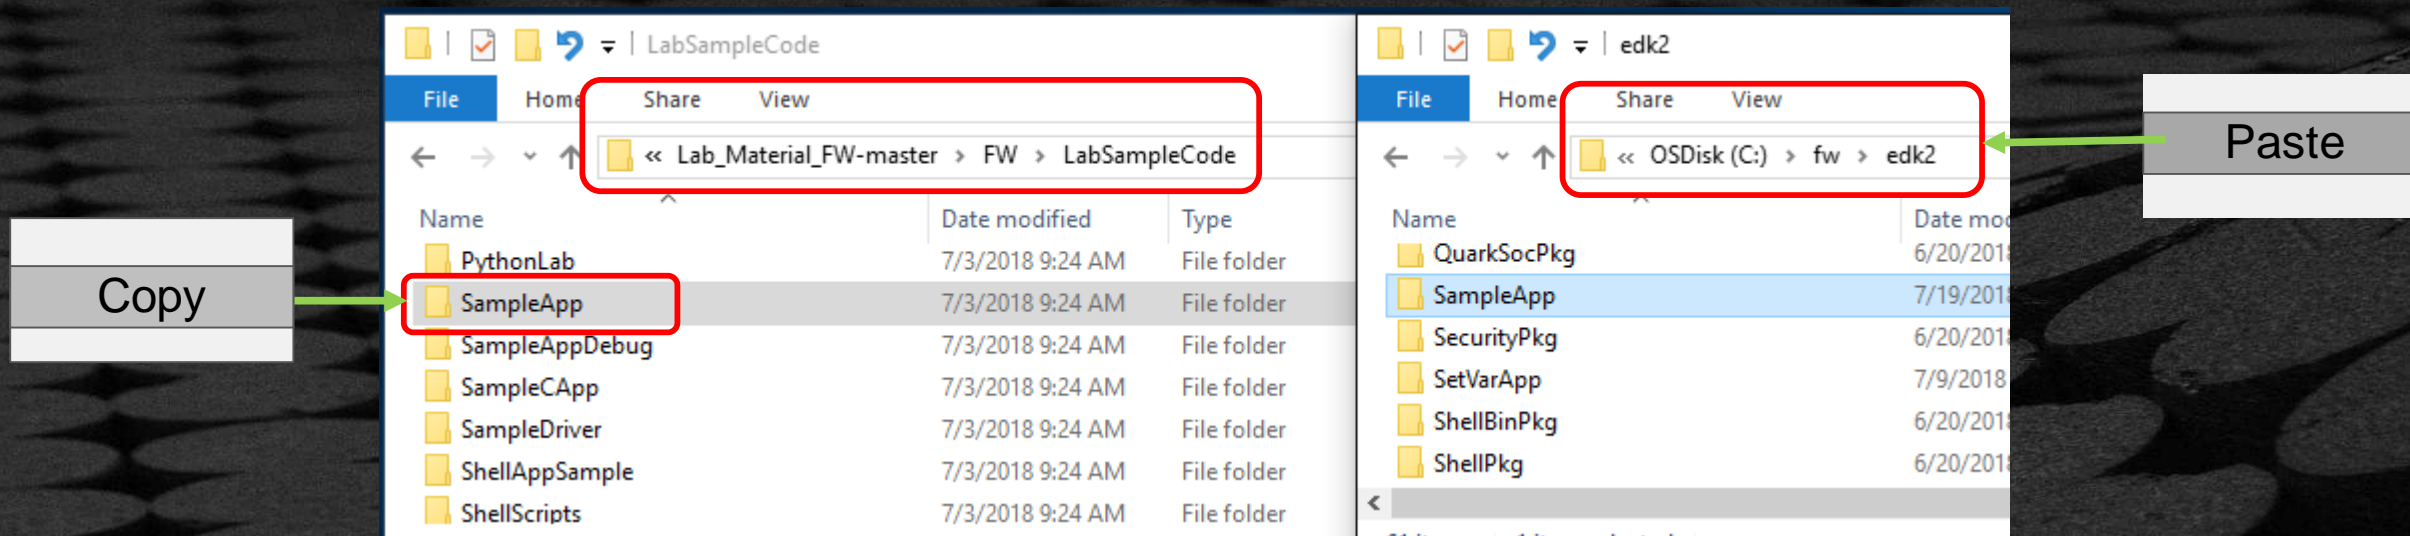 LabSampleCode
File Home Share View
« Lab_Material_FW-master > FW > LabSampleCode
Name Date modified Type
PythonLab 7/3/2018 9:24 AM File folder
SampleApp 7/3/2018 9:24 AM File folder
SampleAppDebug 7/3/2018 9:24 AM File folder
SampleCApp 7/3/2018 9:24 AM File folder
SampleDriver 7/3/2018 9:24 AM File folder
ShellAppSample 7/3/2018 9:24 AM File folder
ShellScripts 7/3/2018 9:24 AM File folder
Copy
edk2
File Home Share View
« OSDisk (C:) > fw > edk2
Name Date
QuarkSocPkg
SampleApp
SecurityPkg
SetVarApp 7/9/2018
ShellBinPkg
ShellPkg
Paste